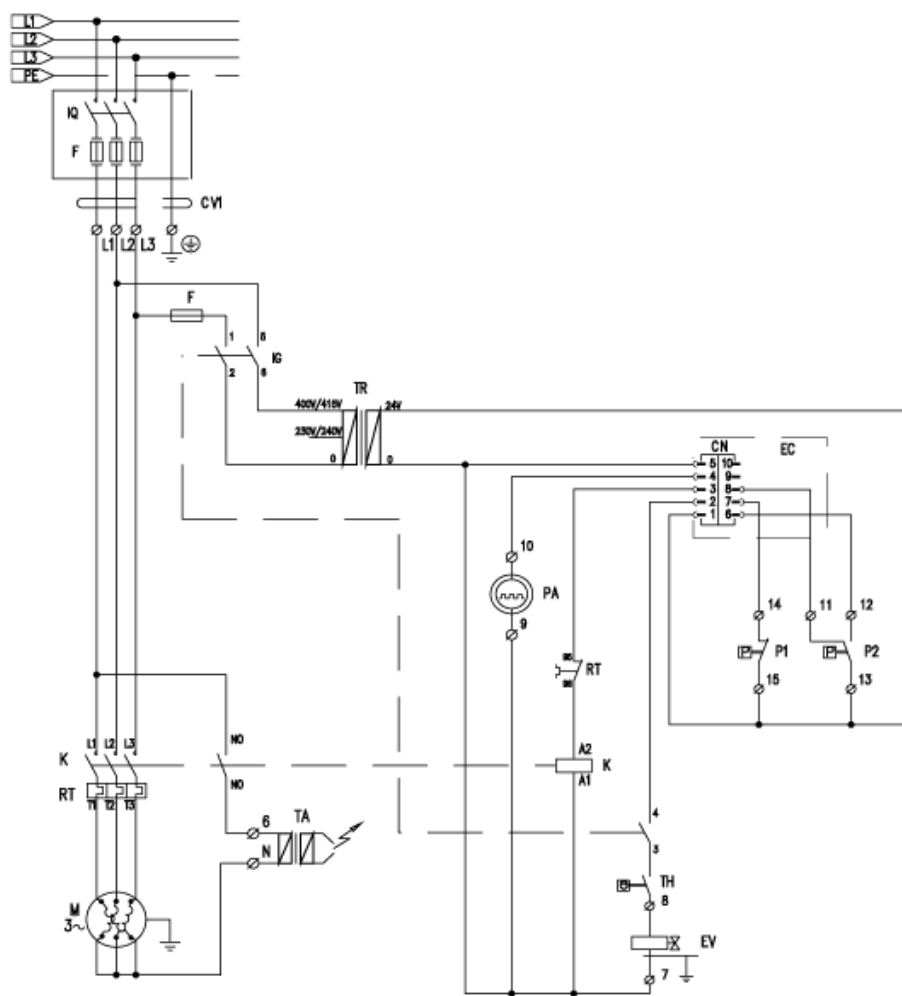 L1
L2
L3
PE
IQ
F
CV1
L1 L2 L3
F
1 5
IG
2 6
TR
400V/415V 24V
230V/240V
0 0
CN EC
5 10
4 9
3 8
2 7
1 6
10
PA
9
14 11 12
P1 P2
15 13
95
RT
96
NO
L1 L2 L3
K
A2
K
A1
NO
RT
T1 T2 T3
6 TA
N
4
3
TH
8
M
3~
EV
7